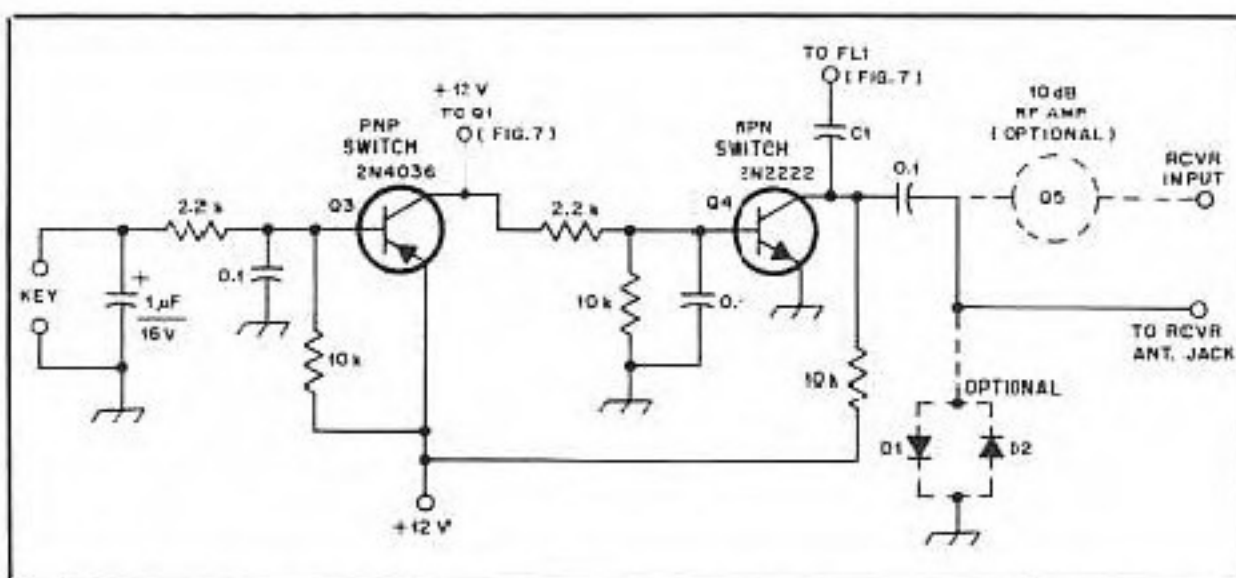 TO FL1
( FIG. 7 )
+12 V
TO Q1
( FIG. 7 )
PNP
SWITCH
2N4036
NPN
SWITCH
2N2222
C1
10 dB
RF AMP
( OPTIONAL )
RCVR
INPUT
2.2 k
Q3
2.2 k
Q4
0.1
Q5
KEY
+
1 µF
16 V
0.1
10 k
10 k
0.
10 k
10 k
TO RCVR
ANT. JACK
OPTIONAL
D1
D2
+12 V